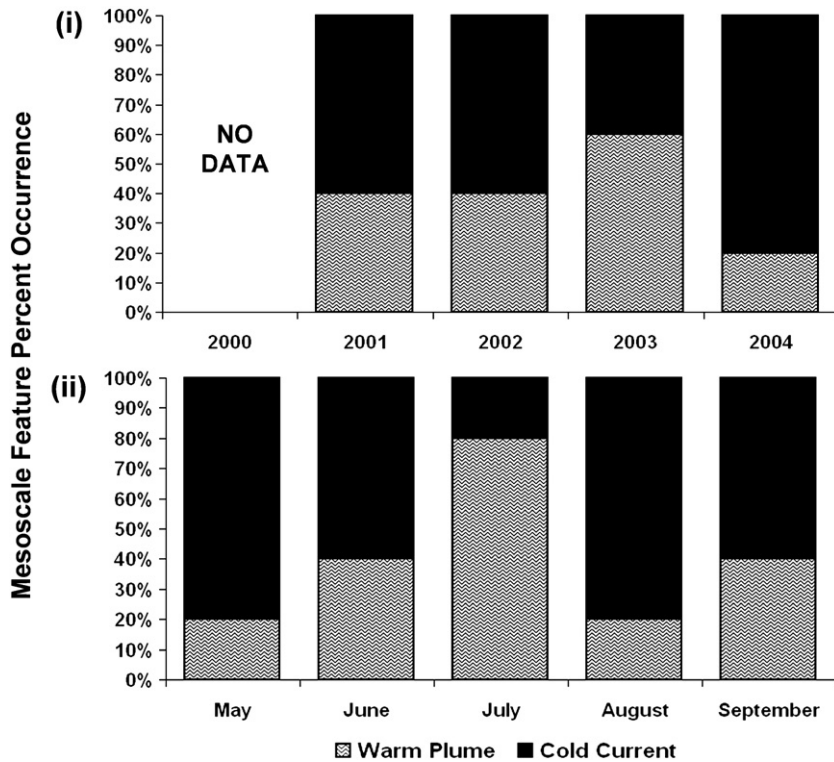 Mesoscale Feature Percent Occurrence
(i)
100%
90%
80%
70%
60%
50%
40%
30%
20%
10%
0%
NO
DATA
2000 2001 2002 2003 2004
(ii)
100%
90%
80%
70%
60%
50%
40%
30%
20%
10%
0%
May June July August September
Warm Plume Cold Current